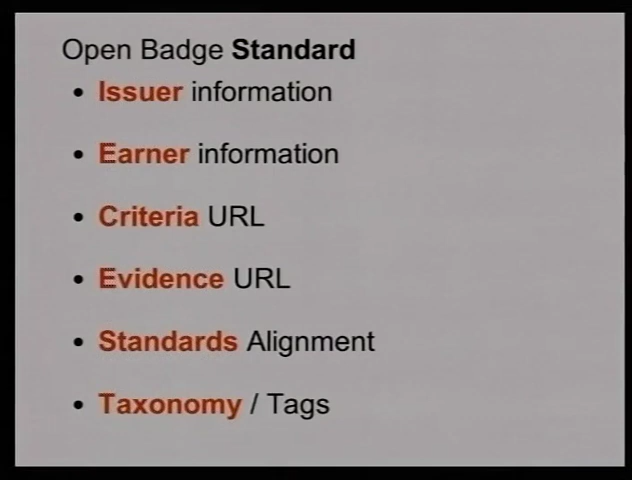 Open Badge Standard
• Issuer information
• Earner information
• Criteria URL
• Evidence URL
• Standards Alignment
• Taxonomy / Tags